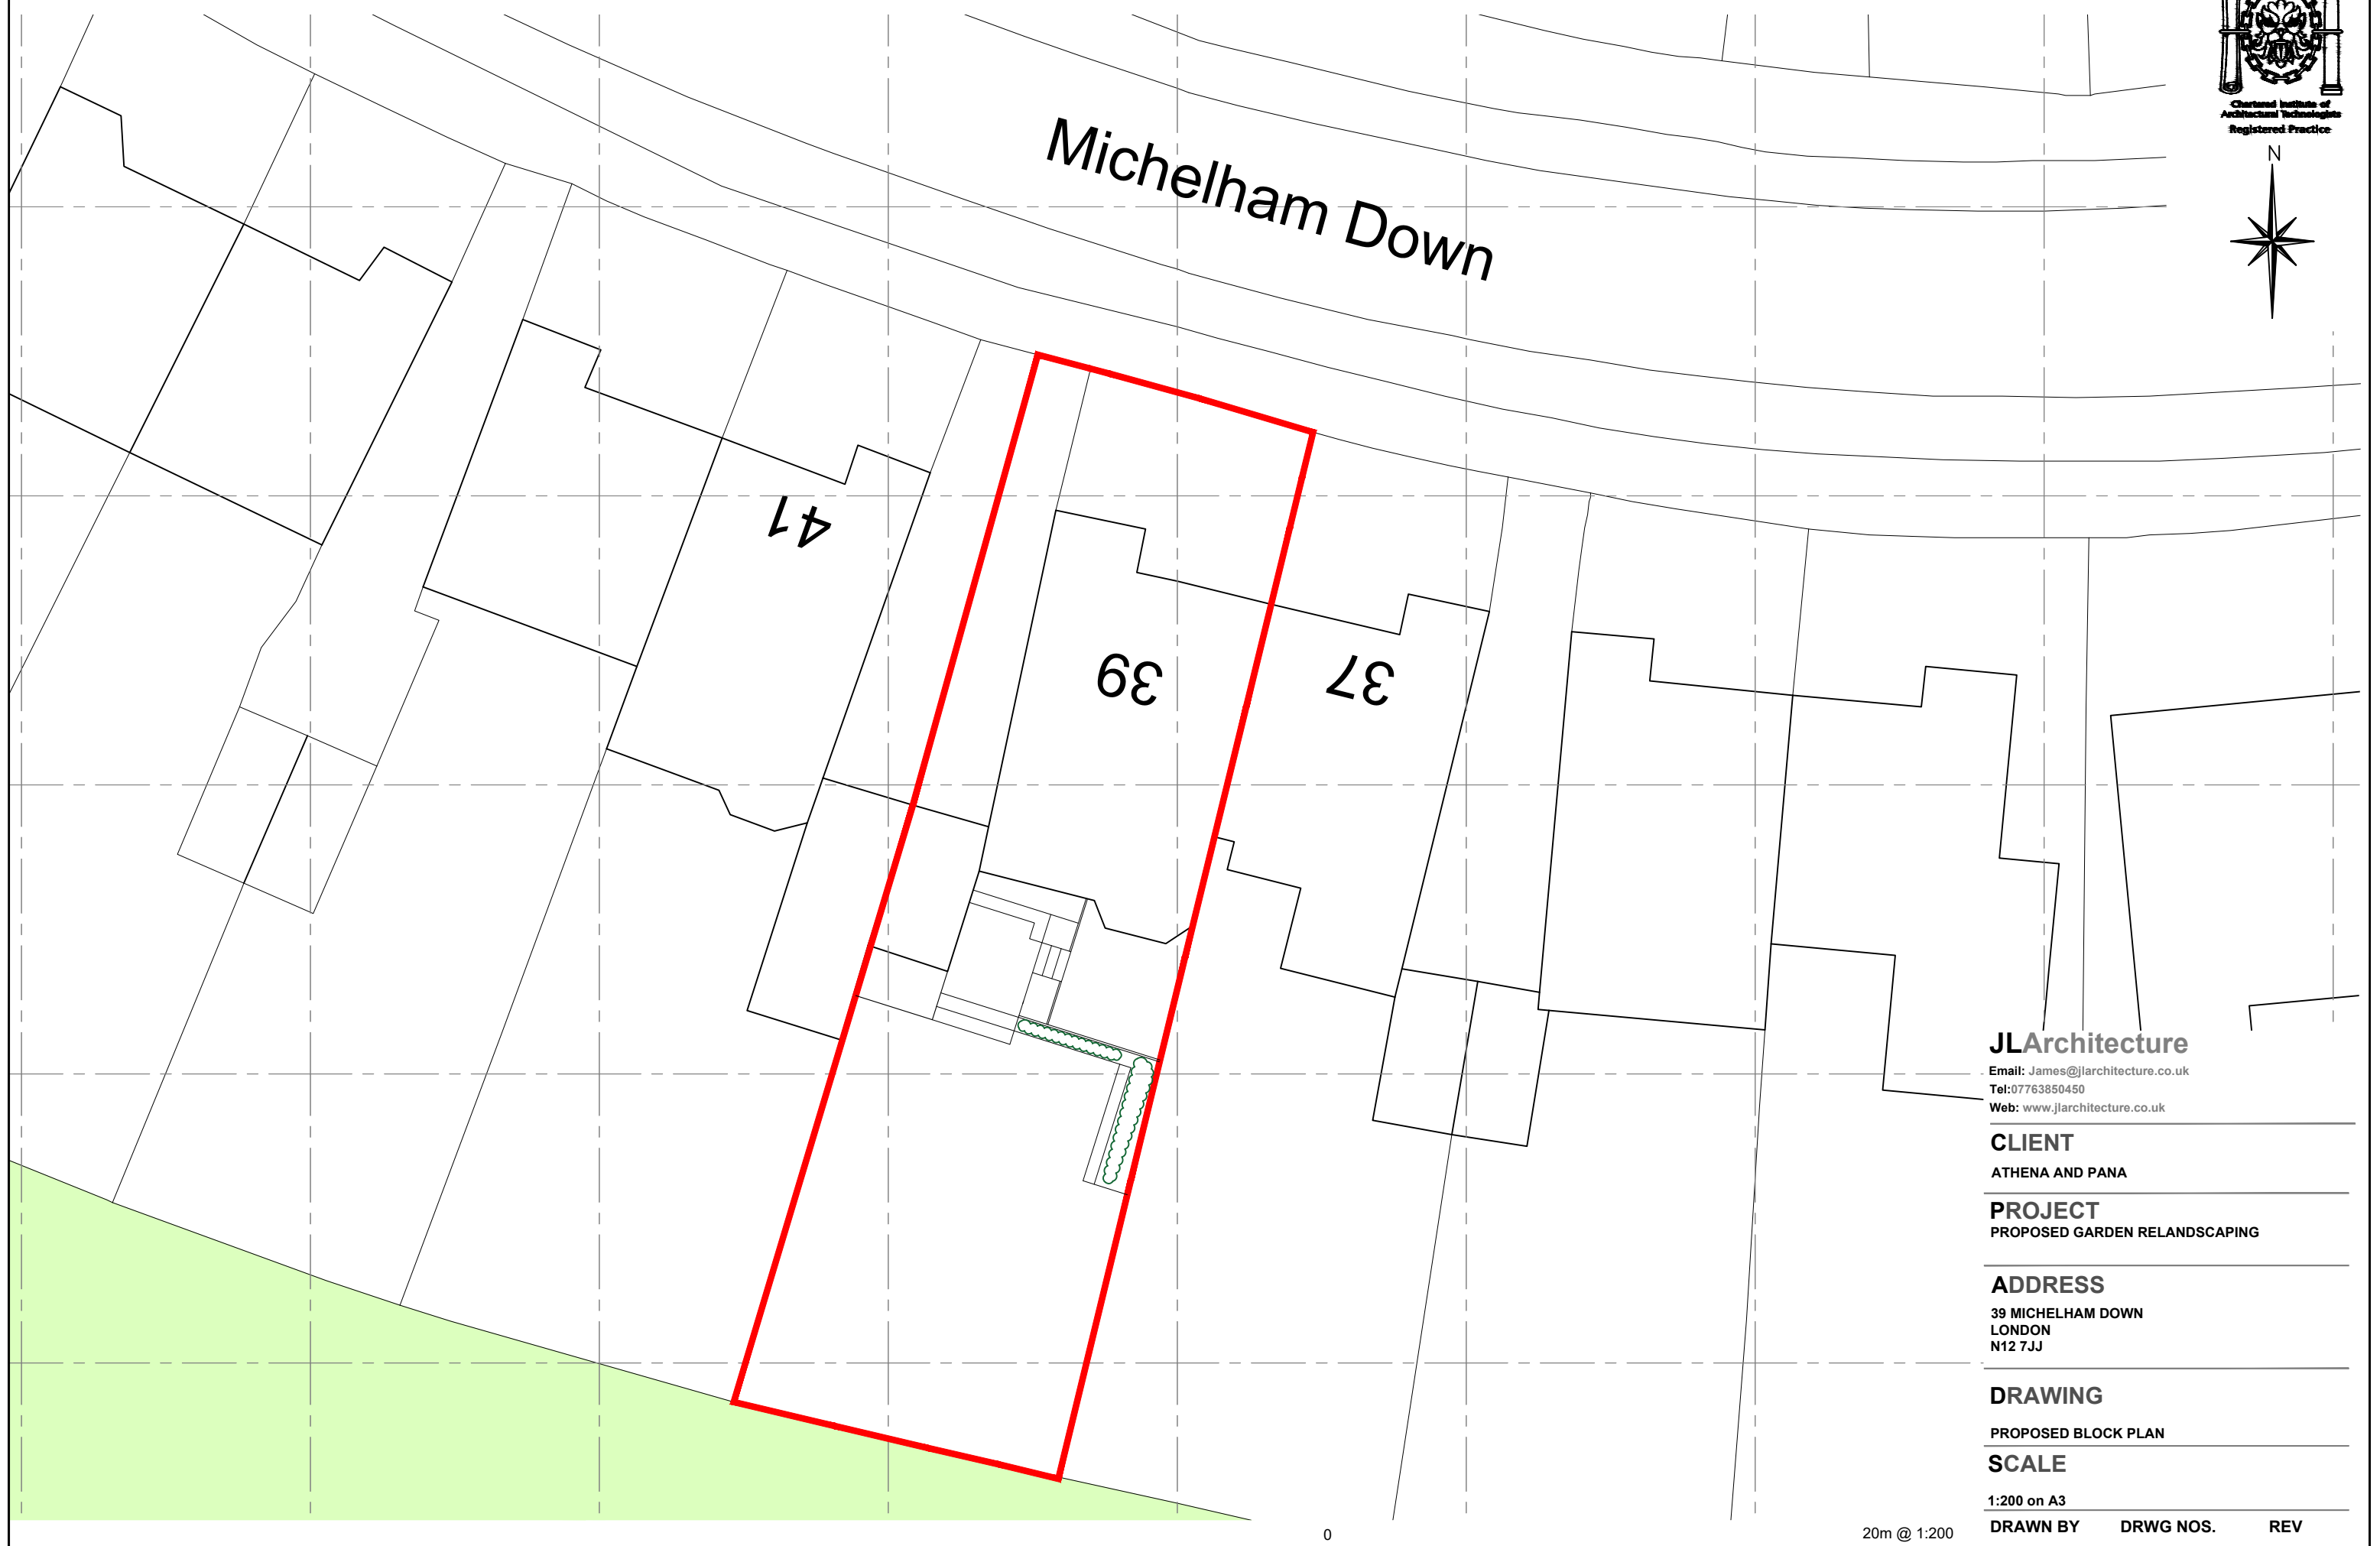 Chartered Institute of
Architectural Technologists
Registered Practice
N
Michelham Down
41
39
37
JLArchitecture
Email: James@jlarchitecture.co.uk
Tel:07763850450
Web: www.jlarchitecture.co.uk
CLIENT
ATHENA AND PANA
PROJECT
PROPOSED GARDEN RELANDSCAPING
ADDRESS
39 MICHELHAM DOWN
LONDON
N12 7JJ
DRAWING
PROPOSED BLOCK PLAN
SCALE
1:200 on A3
DRAWN BY DRWG NOS. REV
0
20m @ 1:200